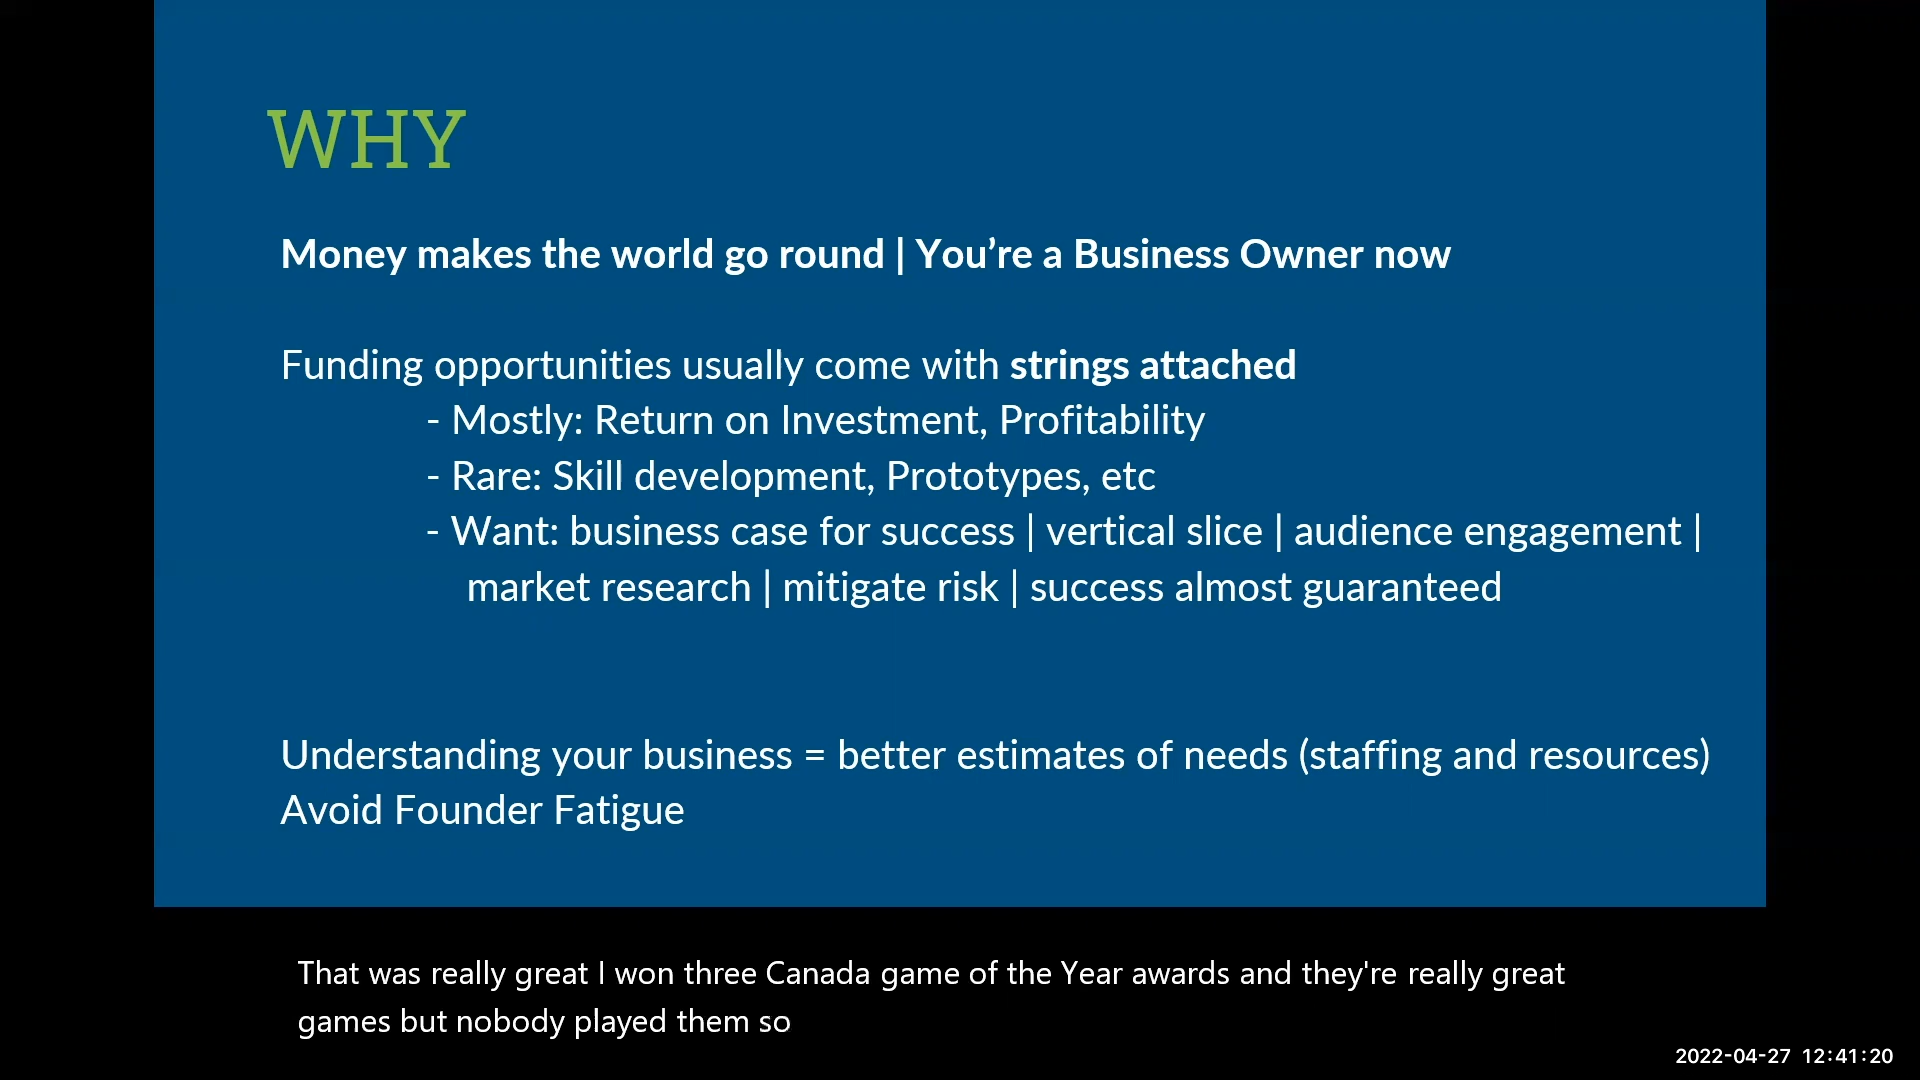 WHY
Money makes the world go round | You’re a Business Owner now
Funding opportunities usually come with strings attached
- Mostly: Return on Investment, Profitability
- Rare: Skill development, Prototypes, etc
- Want: business case for success | vertical slice | audience engagement |
market research | mitigate risk | success almost guaranteed
Understanding your business = better estimates of needs (staffing and resources)
Avoid Founder Fatigue
That was really great I won three Canada game of the Year awards and they're really great
games but nobody played them so
2022-04-27 12:41:20